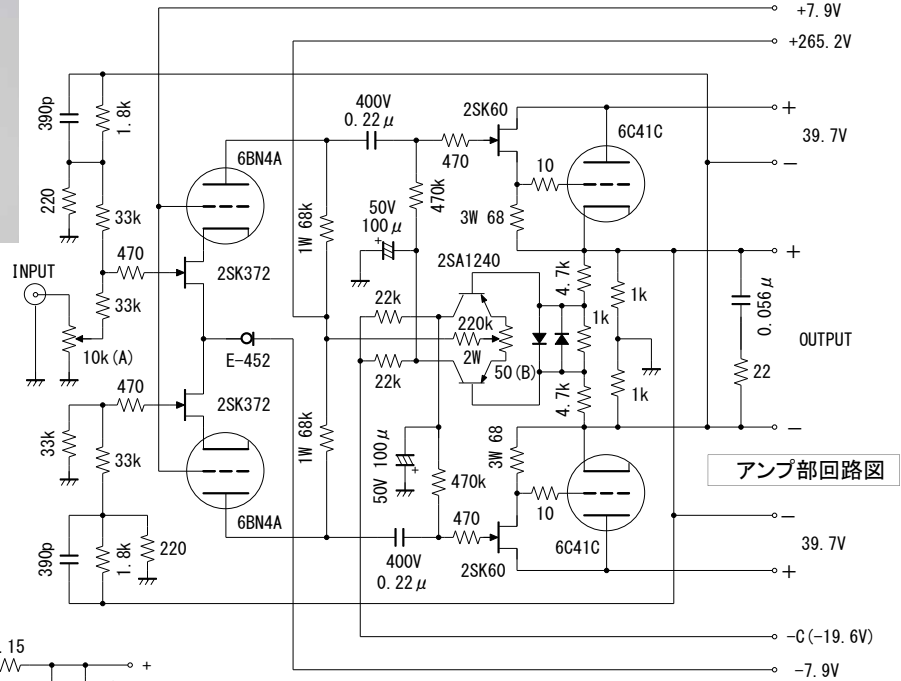 +7.9V
+265.2V
390p
1.8k
400V
0.22μ
2SK60
6C41C
+
39.7V
−
6BN4A
470
10
220
33k
1W 68k
470k
3W 68
50V
100μ
+
+
INPUT
470
2SK372
2SA1240
4.7k
1k
0.056μ
33k
22k
220k
1k
OUTPUT
10k(A)
E-452
2W
22k
50(B)
22
470
2SK372
4.7k
1k
−
33k
33k
1W 68k
50V 100μ
+
3W 68
アンプ部回路図
470k
10
6BN4A
470
6C41C
−
390p
1.8k
220
400V
0.22μ
2SK60
39.7V
+
-C(-19.6V)
.15
+
-7.9V